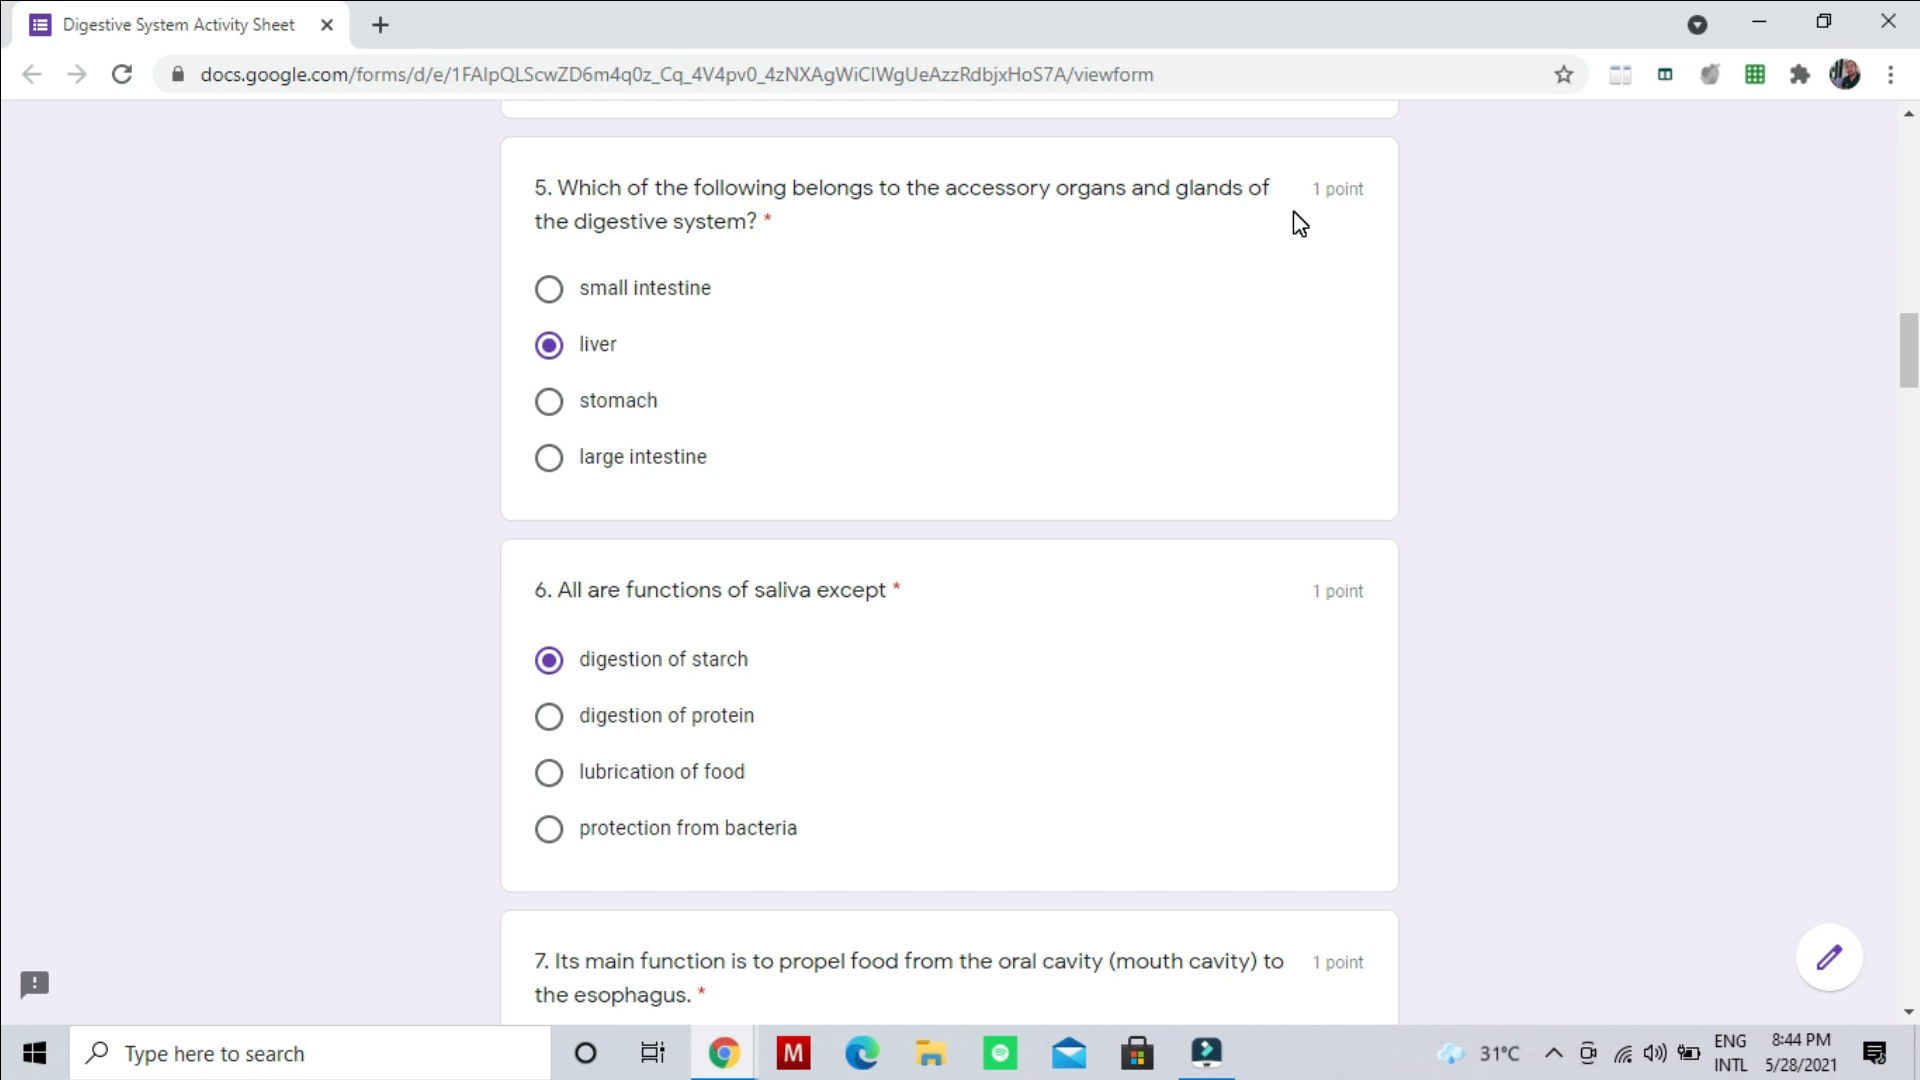 Digestive System Activity Sheet
docs.google.com/forms/d/e/1FAIpQLScwZD6m4q0z_Cq_4V4pv0_4zNXAgWiCIWgUeAzzRdbjxHoS7A/viewform
5. Which of the following belongs to the accessory organs and glands of
the digestive system? *
1 point
small intestine
liver
stomach
large intestine
6. All are functions of saliva except *
1 point
digestion of starch
digestion of protein
lubrication of food
protection from bacteria
7. Its main function is to propel food from the oral cavity (mouth cavity) to
the esophagus. *
1 point
Type here to search
M
31°C
ENG
INTL
8:44 PM
5/28/2021